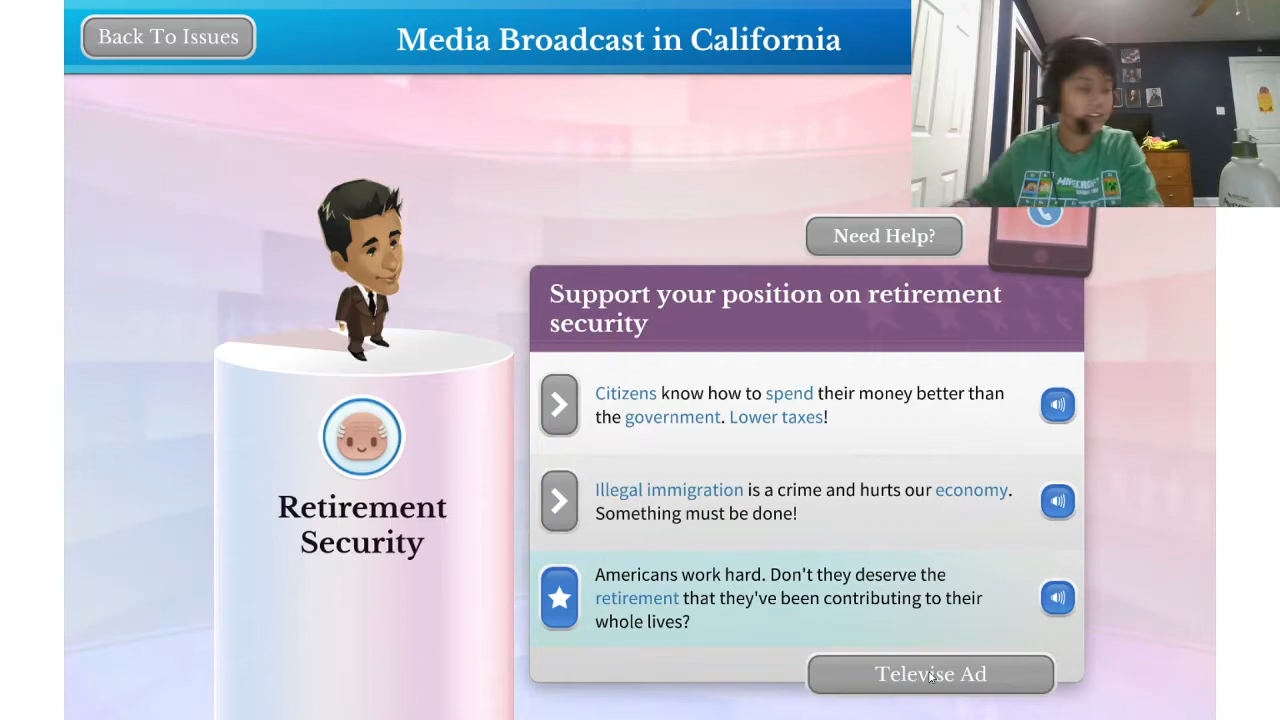 Back To Issues
Media Broadcast in California
Need Help?
Support your position on retirement
security
Citizens know how to spend their money better than
the government. Lower taxes!
Illegal immigration is a crime and hurts our economy.
Something must be done!
Americans work hard. Don't they deserve the
retirement that they've been contributing to their
whole lives?
Retirement
Security
Televise Ad